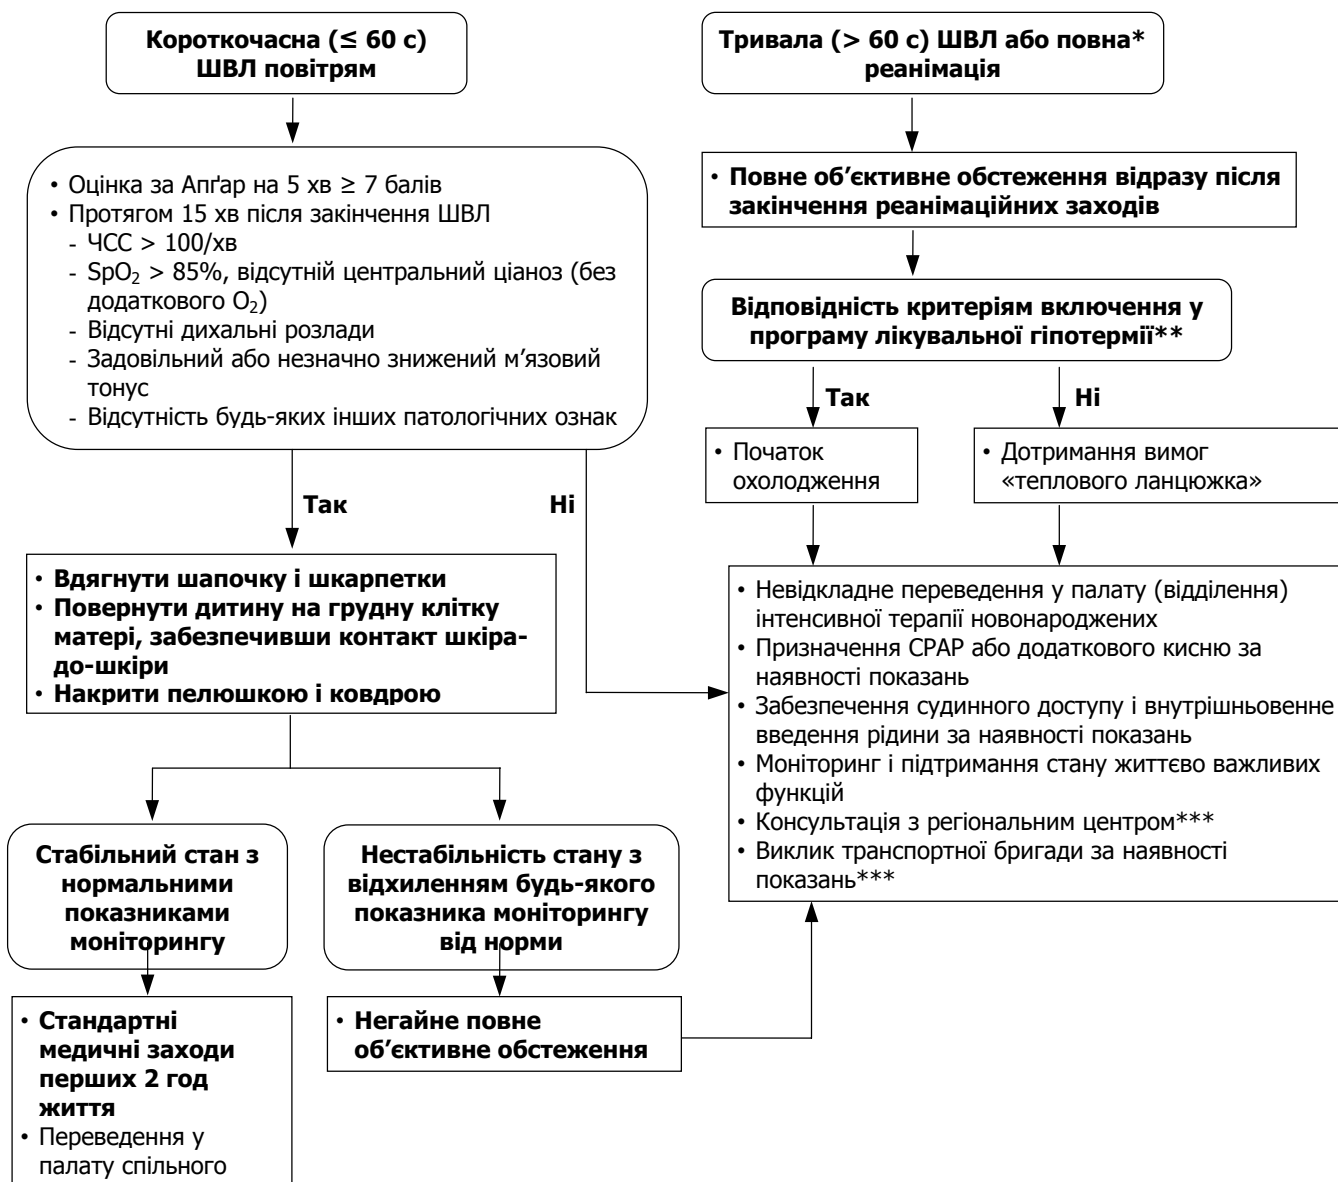 Короткочасна (≤ 60 с)
ШВЛ повітрям
• Оцінка за Апґар на 5 хв ≥ 7 балів
• Протягом 15 хв після закінчення ШВЛ
- ЧСС > 100/хв
- SpO₂ > 85%, відсутній центральний ціаноз (без
додаткового O₂)
- Відсутні дихальні розлади
- Задовільний або незначно знижений м’язовий
тонус
- Відсутність будь-яких інших патологічних ознак
Так
Ні
• Вдягнути шапочку і шкарпетки
• Повернути дитину на грудну клітку
матері, забезпечивши контакт шкіра-
до-шкіри
• Накрити пелюшкою і ковдрою
Стабільний стан з
нормальними
показниками
моніторингу
Нестабільність стану з
відхиленням будь-якого
показника моніторингу
від норми
• Стандартні
медичні заходи
перших 2 год
життя
• Переведення у
палату спільного
• Негайне повне
об’єктивне обстеження
Тривала (> 60 с) ШВЛ або повна*
реанімація
• Повне об’єктивне обстеження відразу після
закінчення реанімаційних заходів
Відповідність критеріям включення у
програму лікувальної гіпотермії**
Так
Ні
• Початок
охолодження
• Дотримання вимог
«теплового ланцюжка»
• Невідкладне переведення у палату (відділення)
інтенсивної терапії новонароджених
• Призначення СРАР або додаткового кисню за
наявності показань
• Забезпечення судинного доступу і внутрішньовенне
введення рідини за наявності показань
• Моніторинг і підтримання стану життєво важливих
функцій
• Консультація з регіональним центром***
• Виклик транспортної бригади за наявності
показань***